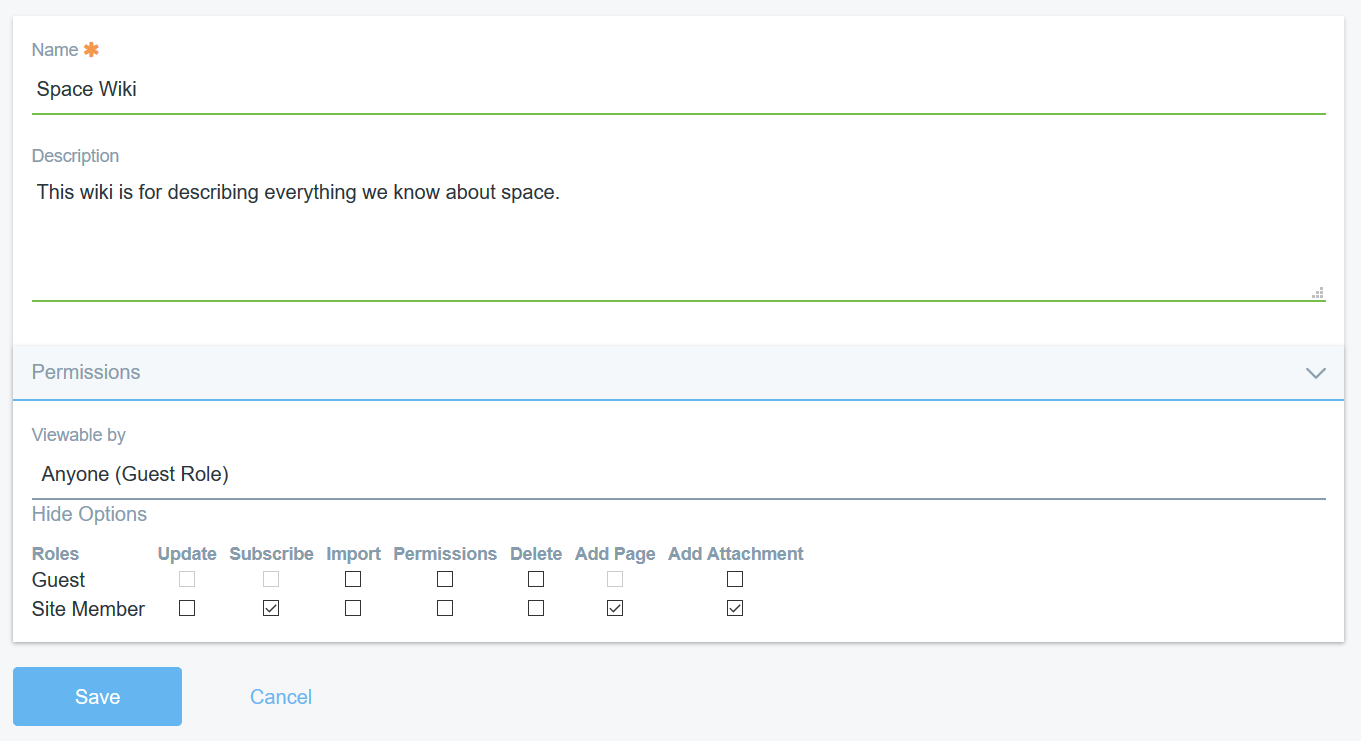 Name ✱
Space Wiki
Description
This wiki is for describing everything we know about space.
Permissions
Viewable by
Anyone (Guest Role)
Hide Options
Roles Update Subscribe Import Permissions Delete Add Page Add Attachment
Guest
Site Member
Save Cancel